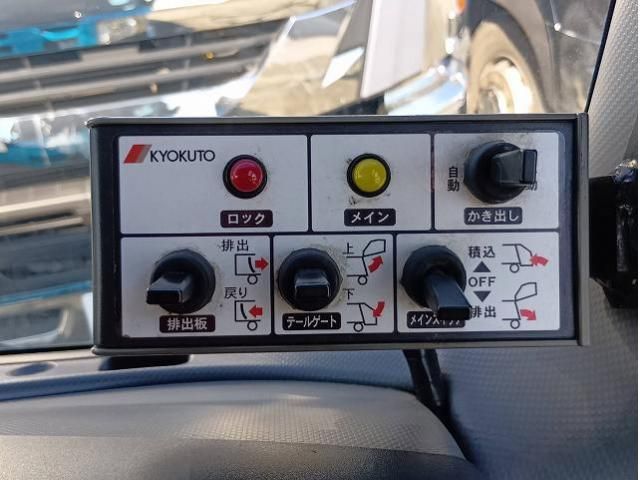 KYOKUTO
ロック
メイン
自動
かき出し
排出
戻り
排出板
上
下
テールゲート
積込
OFF
排出